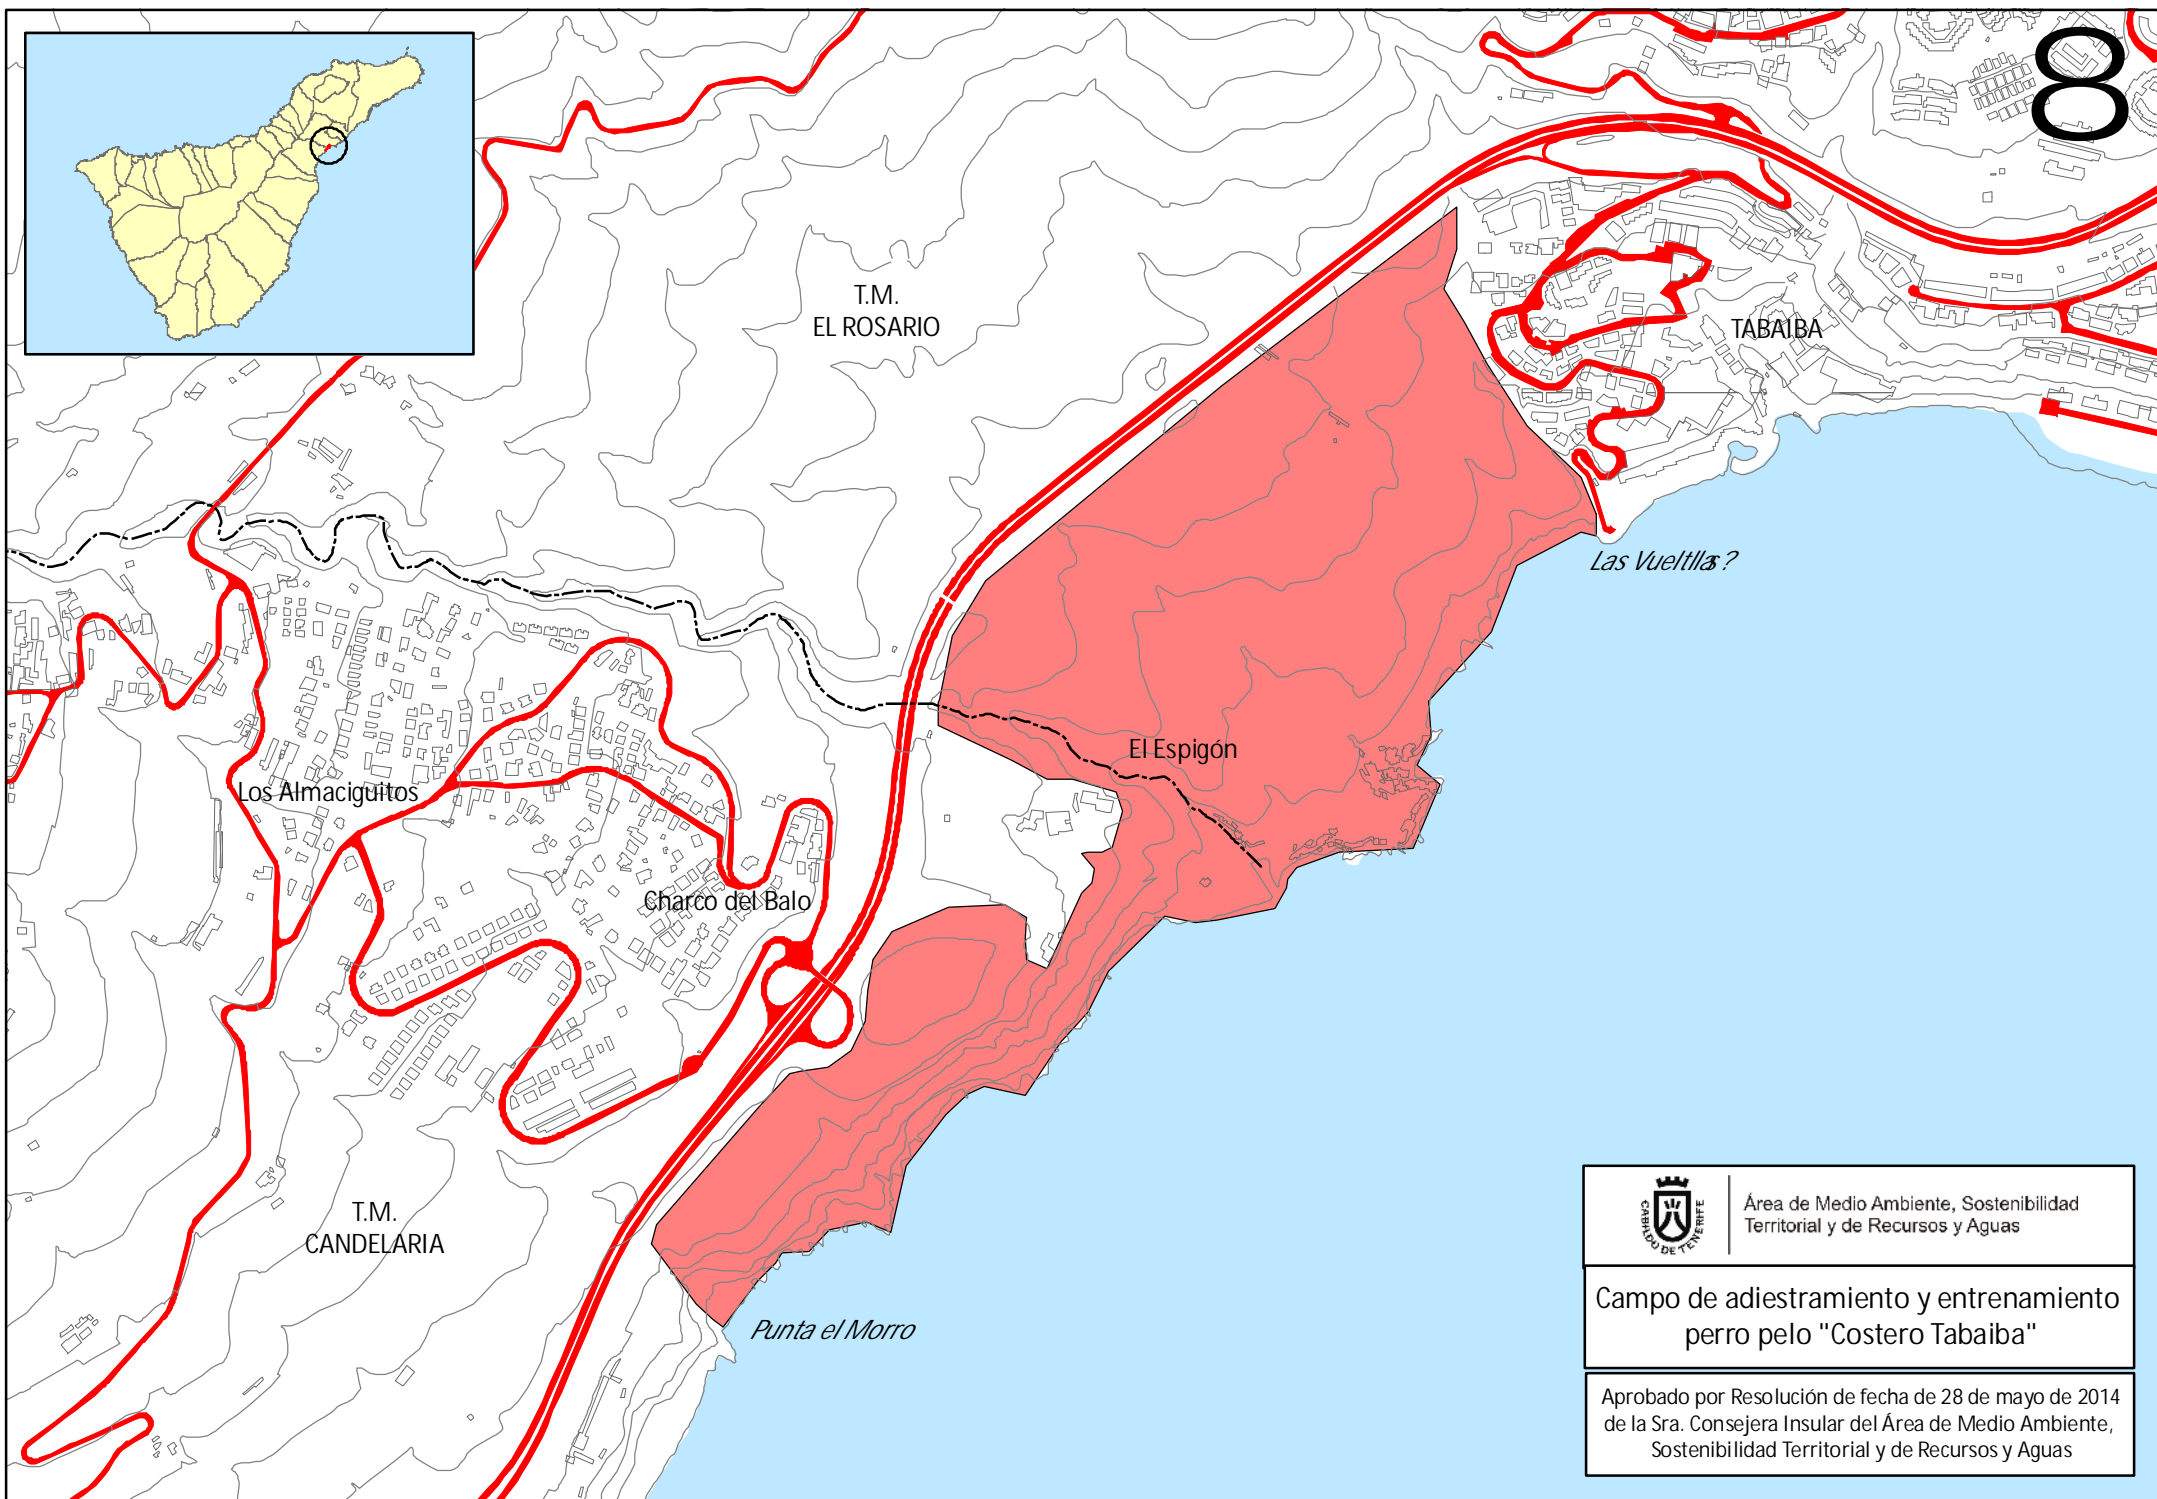 8
T.M.
EL ROSARIO
TABAIBA
Las Vueltllas ?
El Espigón
Los Almaciguitos
Charco del Balo
T.M.
CANDELARIA
Punta el Morro
CABILDO DE TENERIFE
Área de Medio Ambiente, Sostenibilidad
Territorial y de Recursos y Aguas
Campo de adiestramiento y entrenamiento
perro pelo "Costero Tabaiba"
Aprobado por Resolución de fecha de 28 de mayo de 2014
de la Sra. Consejera Insular del Área de Medio Ambiente,
Sostenibilidad Territorial y de Recursos y Aguas